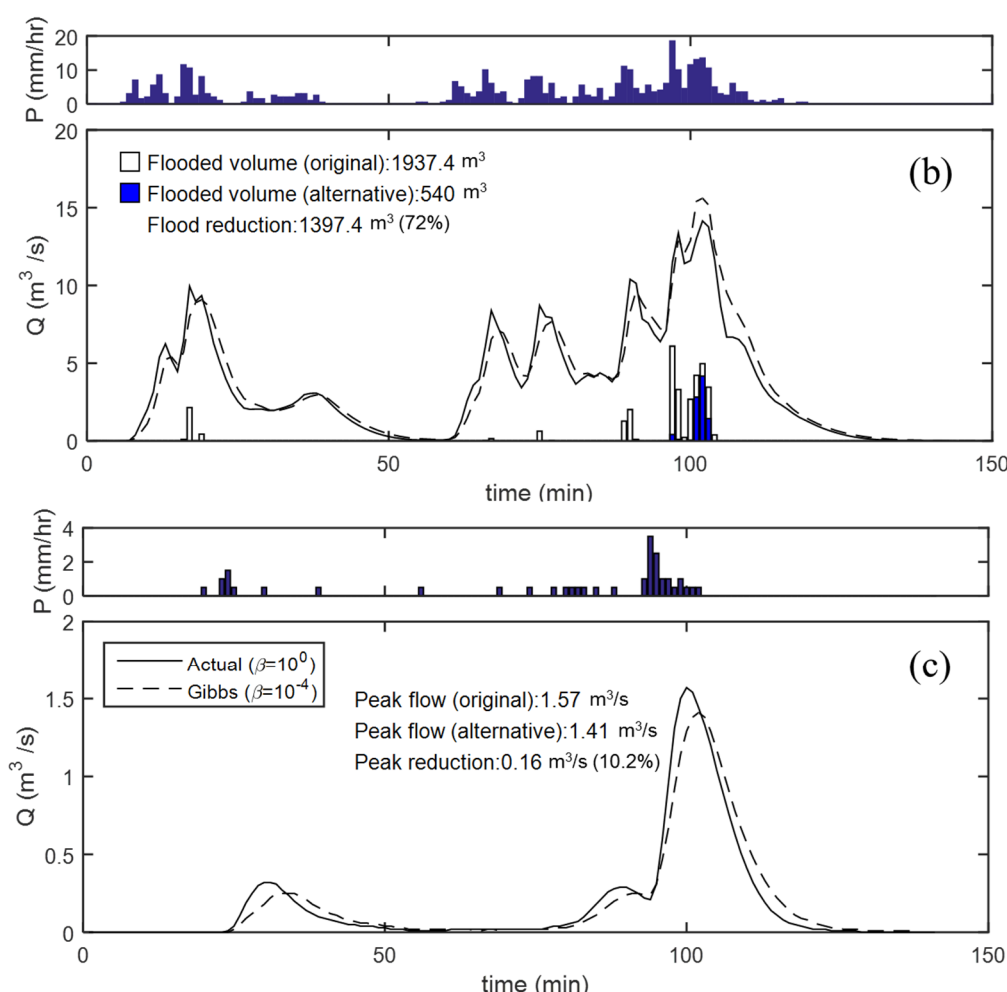 P (mm/hr)
20
10
0
20
15
10
5
0
Q (m³ /s)
Flooded volume (original):1937.4 m³
Flooded volume (alternative):540 m³
Flood reduction:1397.4 m³ (72%)
(b)
0 50 100 150
time (min)
P (mm/hr)
4
2
0
2
1.5
1
0.5
0
Q (m³ /s)
Actual (β=10⁰)
Gibbs (β=10⁻⁴)
(c)
Peak flow (original):1.57 m³/s
Peak flow (alternative):1.41 m³/s
Peak reduction:0.16 m³/s (10.2%)
0 50 100 150
time (min)